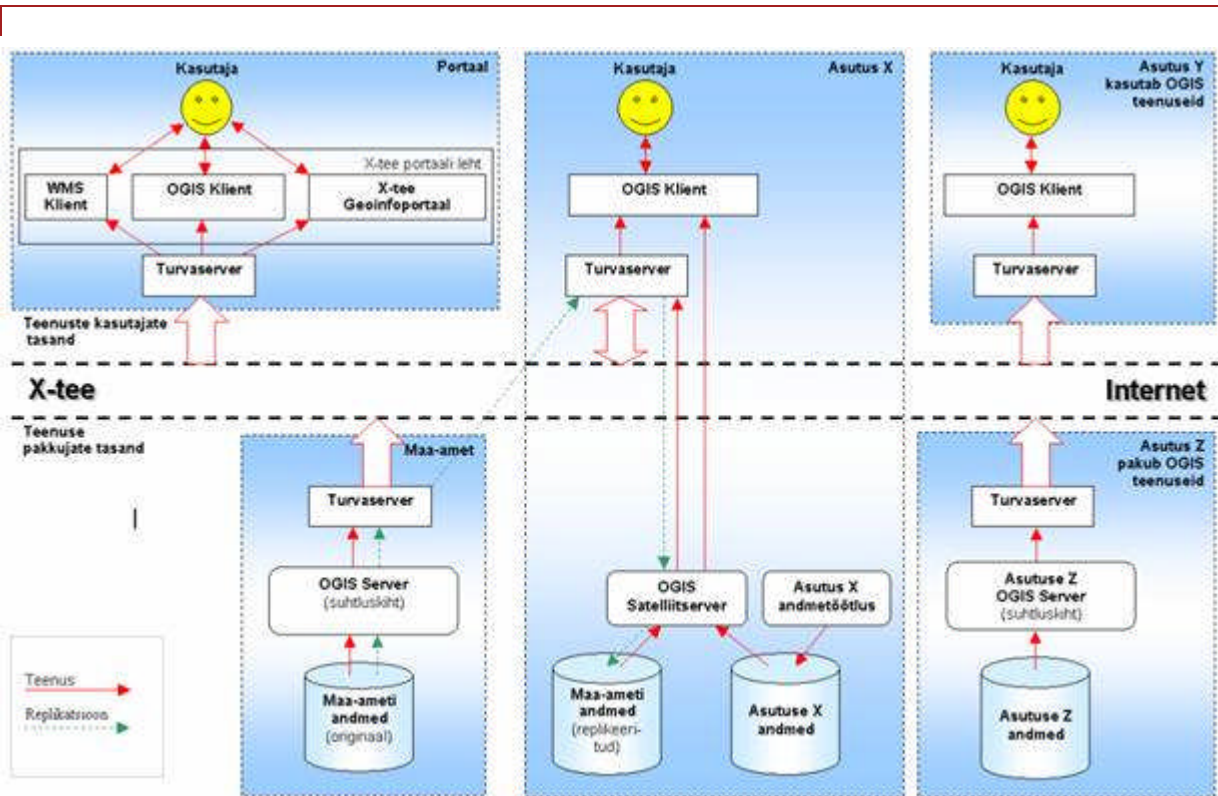 Portaal
Kasutaja
X-tee portaali leht
WMS
Klient
OGIS Klient
X-tee
Geoinfoportaal
Turvaserver
Teenuste kasutajate
tasand
Asutus X
Kasutaja
OGIS Klient
Turvaserver
Asutus Y
kasutab OGIS
teenuseid
Kasutaja
OGIS Klient
Turvaserver
X-tee
Internet
Teenuse
pakkujate tasand
Maa-amet
Turvaserver
OGIS Server
(suhtluskiht)
Maa-ameti
andmed
(originaal)
OGIS
Satelliitserver
Asutus X
andmetöötlus
Maa-ameti
andmed
(replikeeri-
tud)
Asutuse X
andmed
Asutus Z
pakub OGIS
teenuseid
Turvaserver
Asutuse Z
OGIS Server
(suhtluskiht)
Asutuse Z
andmed
Teenus
Replikatsioon